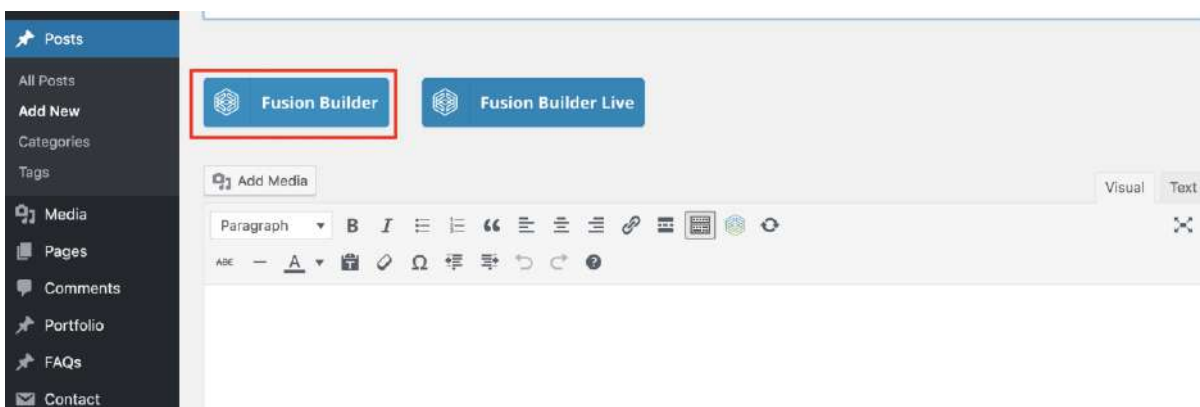 Posts
All Posts
Add New
Categories
Tags
Media
Pages
Comments
Portfolio
FAQs
Contact
Fusion Builder
Fusion Builder Live
Add Media
Visual Text
Paragraph B I
ABC A